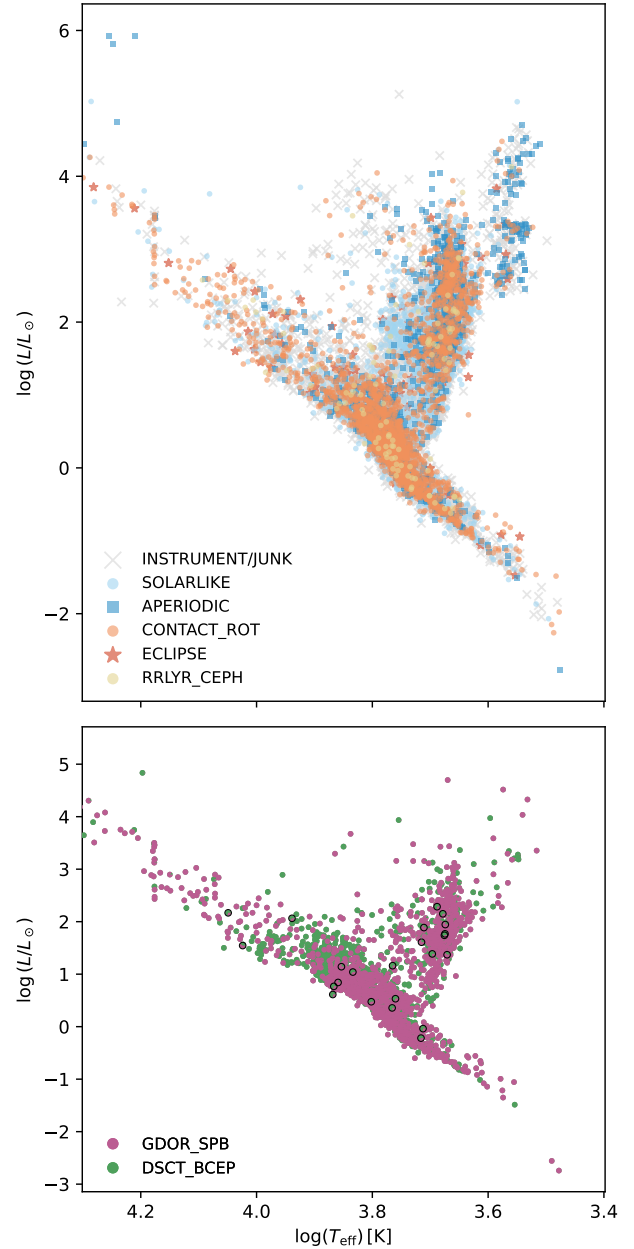 6
4
2
0
−2
log (L/L⊙)
INSTRUMENT/JUNK
SOLARLIKE
APERIODIC
CONTACT_ROT
ECLIPSE
RRLYR_CEPH
5
4
3
2
1
0
−1
−2
−3
log (L/L⊙)
GDOR_SPB
DSCT_BCEP
4.2 4.0 3.8 3.6 3.4
log(Teff) [K]